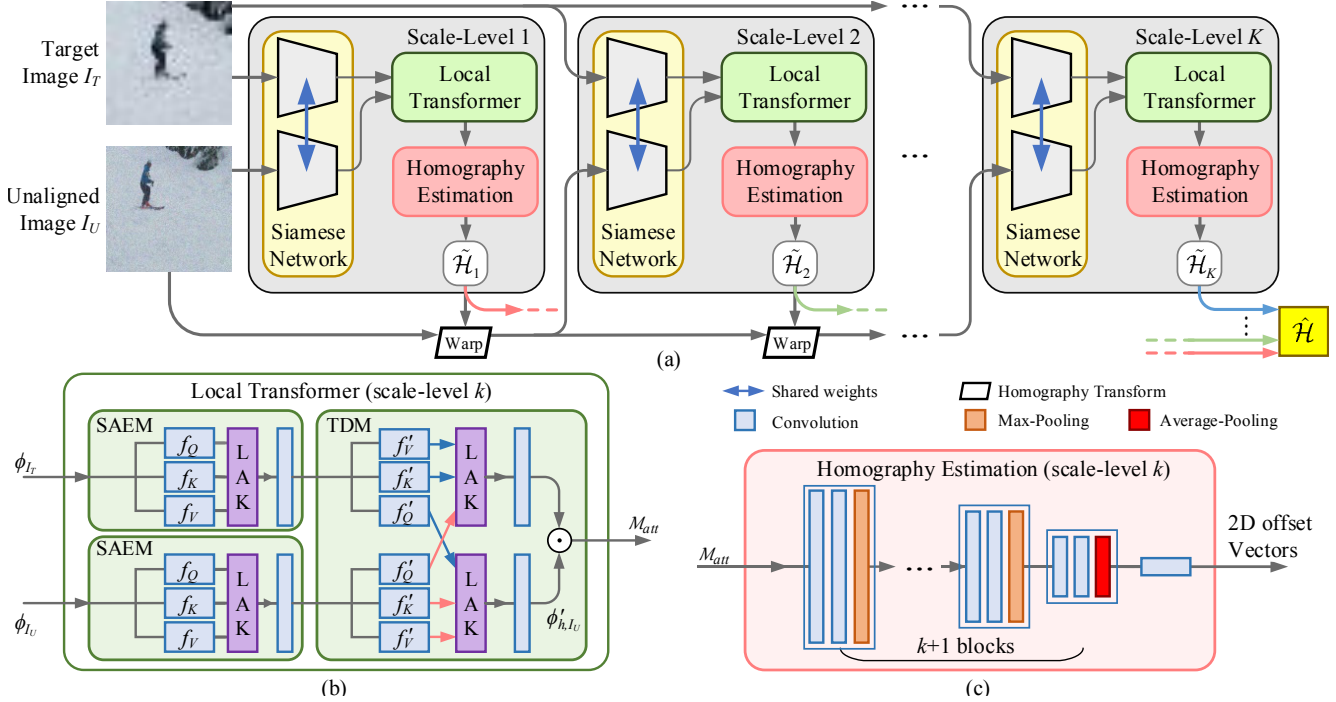 Target
Image I_T
Unaligned
Image I_U
Scale-Level 1
Local
Transformer
Homography
Estimation
Siamese
Network
H̃_1
Warp
Scale-Level 2
Local
Transformer
Homography
Estimation
Siamese
Network
H̃_2
Warp
...
...
...
Scale-Level K
Local
Transformer
Homography
Estimation
Siamese
Network
H̃_K
Ĥ
(a)
Local Transformer (scale-level k)
SAEM
ϕ_{I_T}
f_Q
f_K
f_V
LAK
SAEM
ϕ_{I_U}
f_Q
f_K
f_V
LAK
TDM
f'_V
f'_K
f'_Q
LAK
f'_Q
f'_K
f'_V
LAK
ϕ'_{h,I_U}
M_att
(b)
Shared weights
Homography Transform
Convolution
Max-Pooling
Average-Pooling
Homography Estimation (scale-level k)
M_att
...
2D offset
Vectors
k+1 blocks
(c)